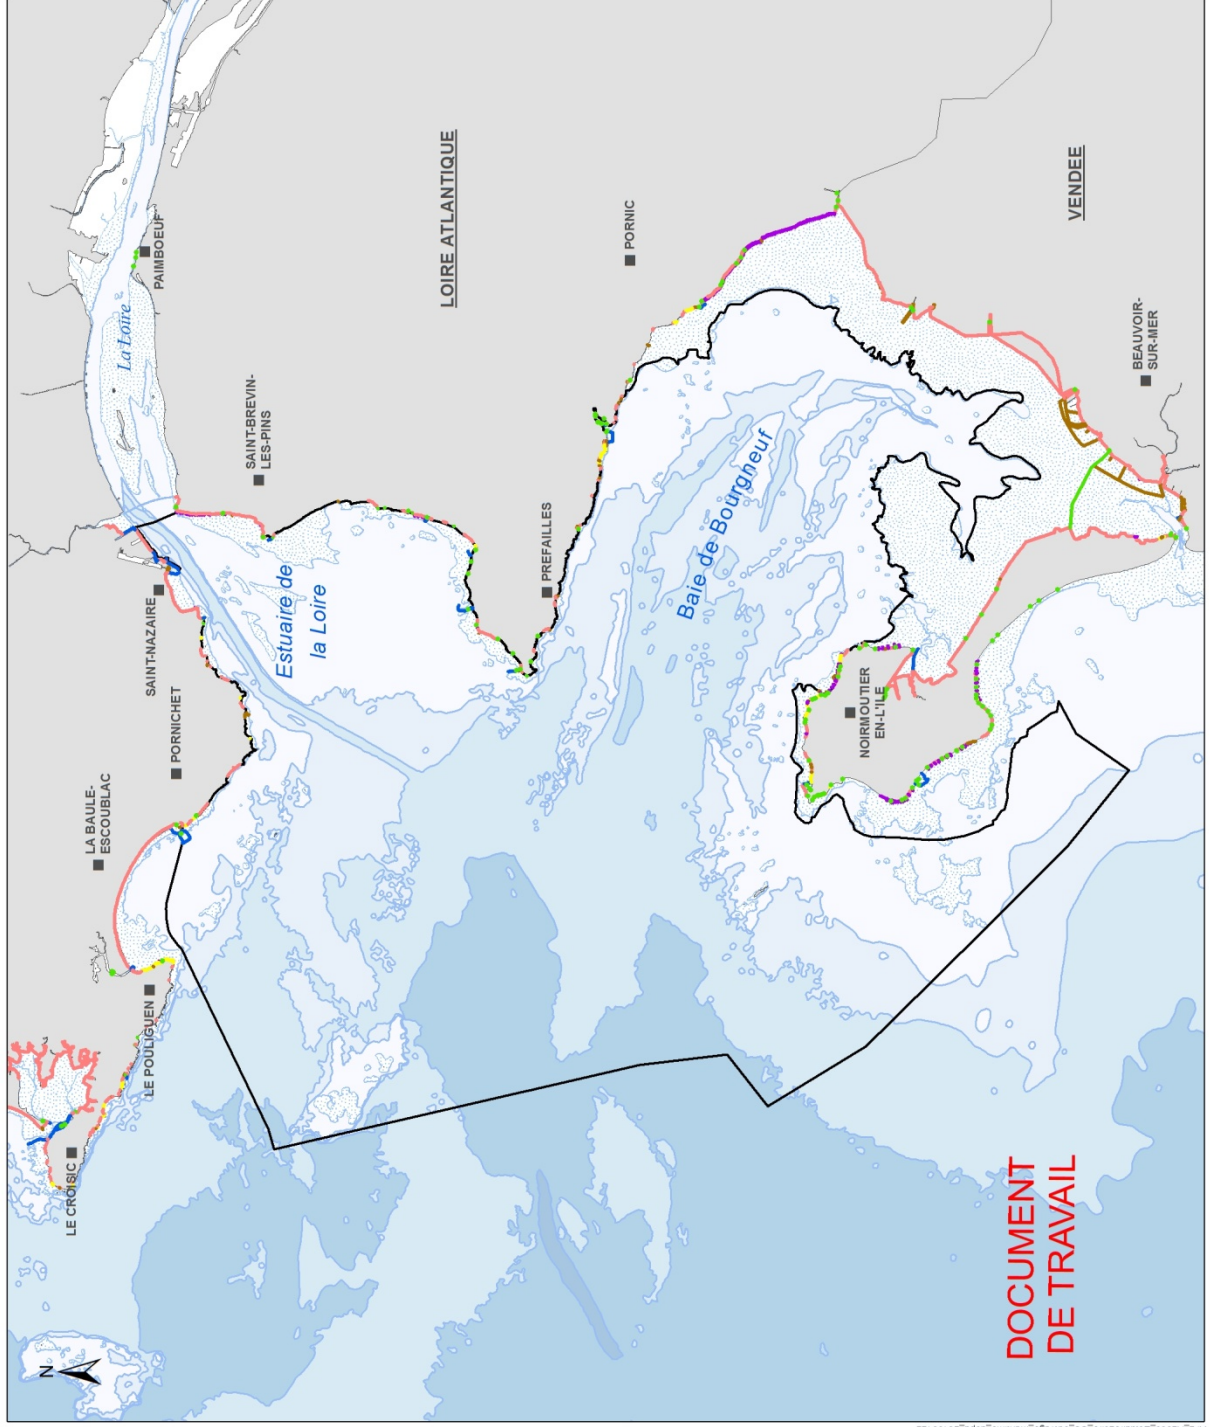 La Loire
PAIMBOEUF
LOIRE ATLANTIQUE
PORNIC
VENDEE
BEAUVOIR-
SUR-MER
SAINT-BREVIN-
LES-PINS
SAINT-NAZAIRE
Estuaire de
la Loire
PREFAILLES
Baie de Bourgneuf
PORNICHET
LA BAULE-
ESCOUBLAC
NOIRMOUTIER
EN-L'ILE
LE POULIGUEN
LE CROISIC
N
DOCUMENT
DE TRAVAIL